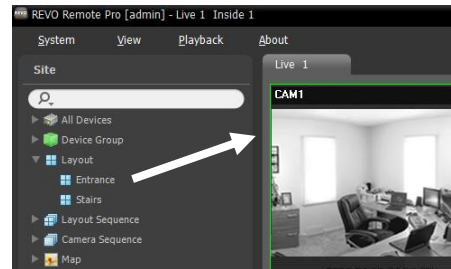 REVO Remote Pro [admin] - Live 1 Inside 1
System View Playback About
Site
Live 1
CAM1
All Devices
Device Group
Layout
Entrance
Stairs
Layout Sequence
Camera Sequence
Map